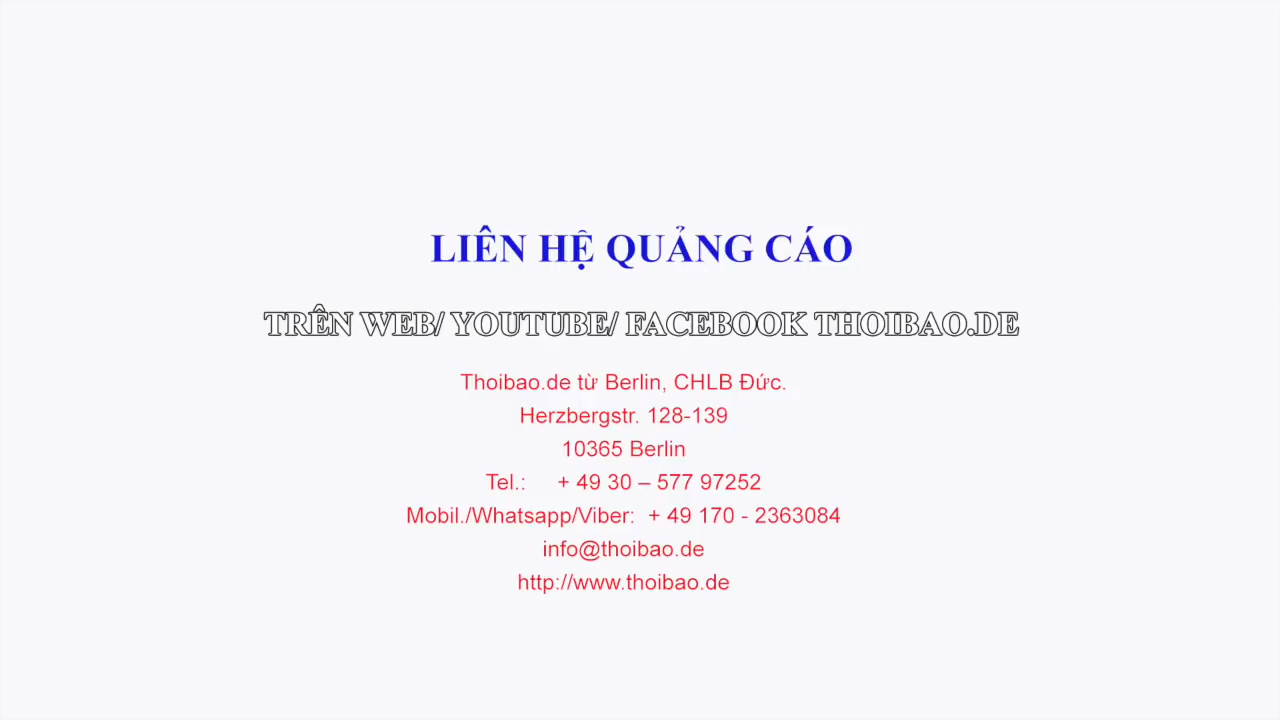 LIÊN HỆ QUẢNG CÁO
TRÊN WEB/ YOUTUBE/ FACEBOOK THOIBAO.DE
Thoibao.de từ Berlin, CHLB Đức.
Herzbergstr. 128-139
10365 Berlin
Tel.: + 49 30 – 577 97252
Mobil./Whatsapp/Viber: + 49 170 - 2363084
info@thoibao.de
http://www.thoibao.de